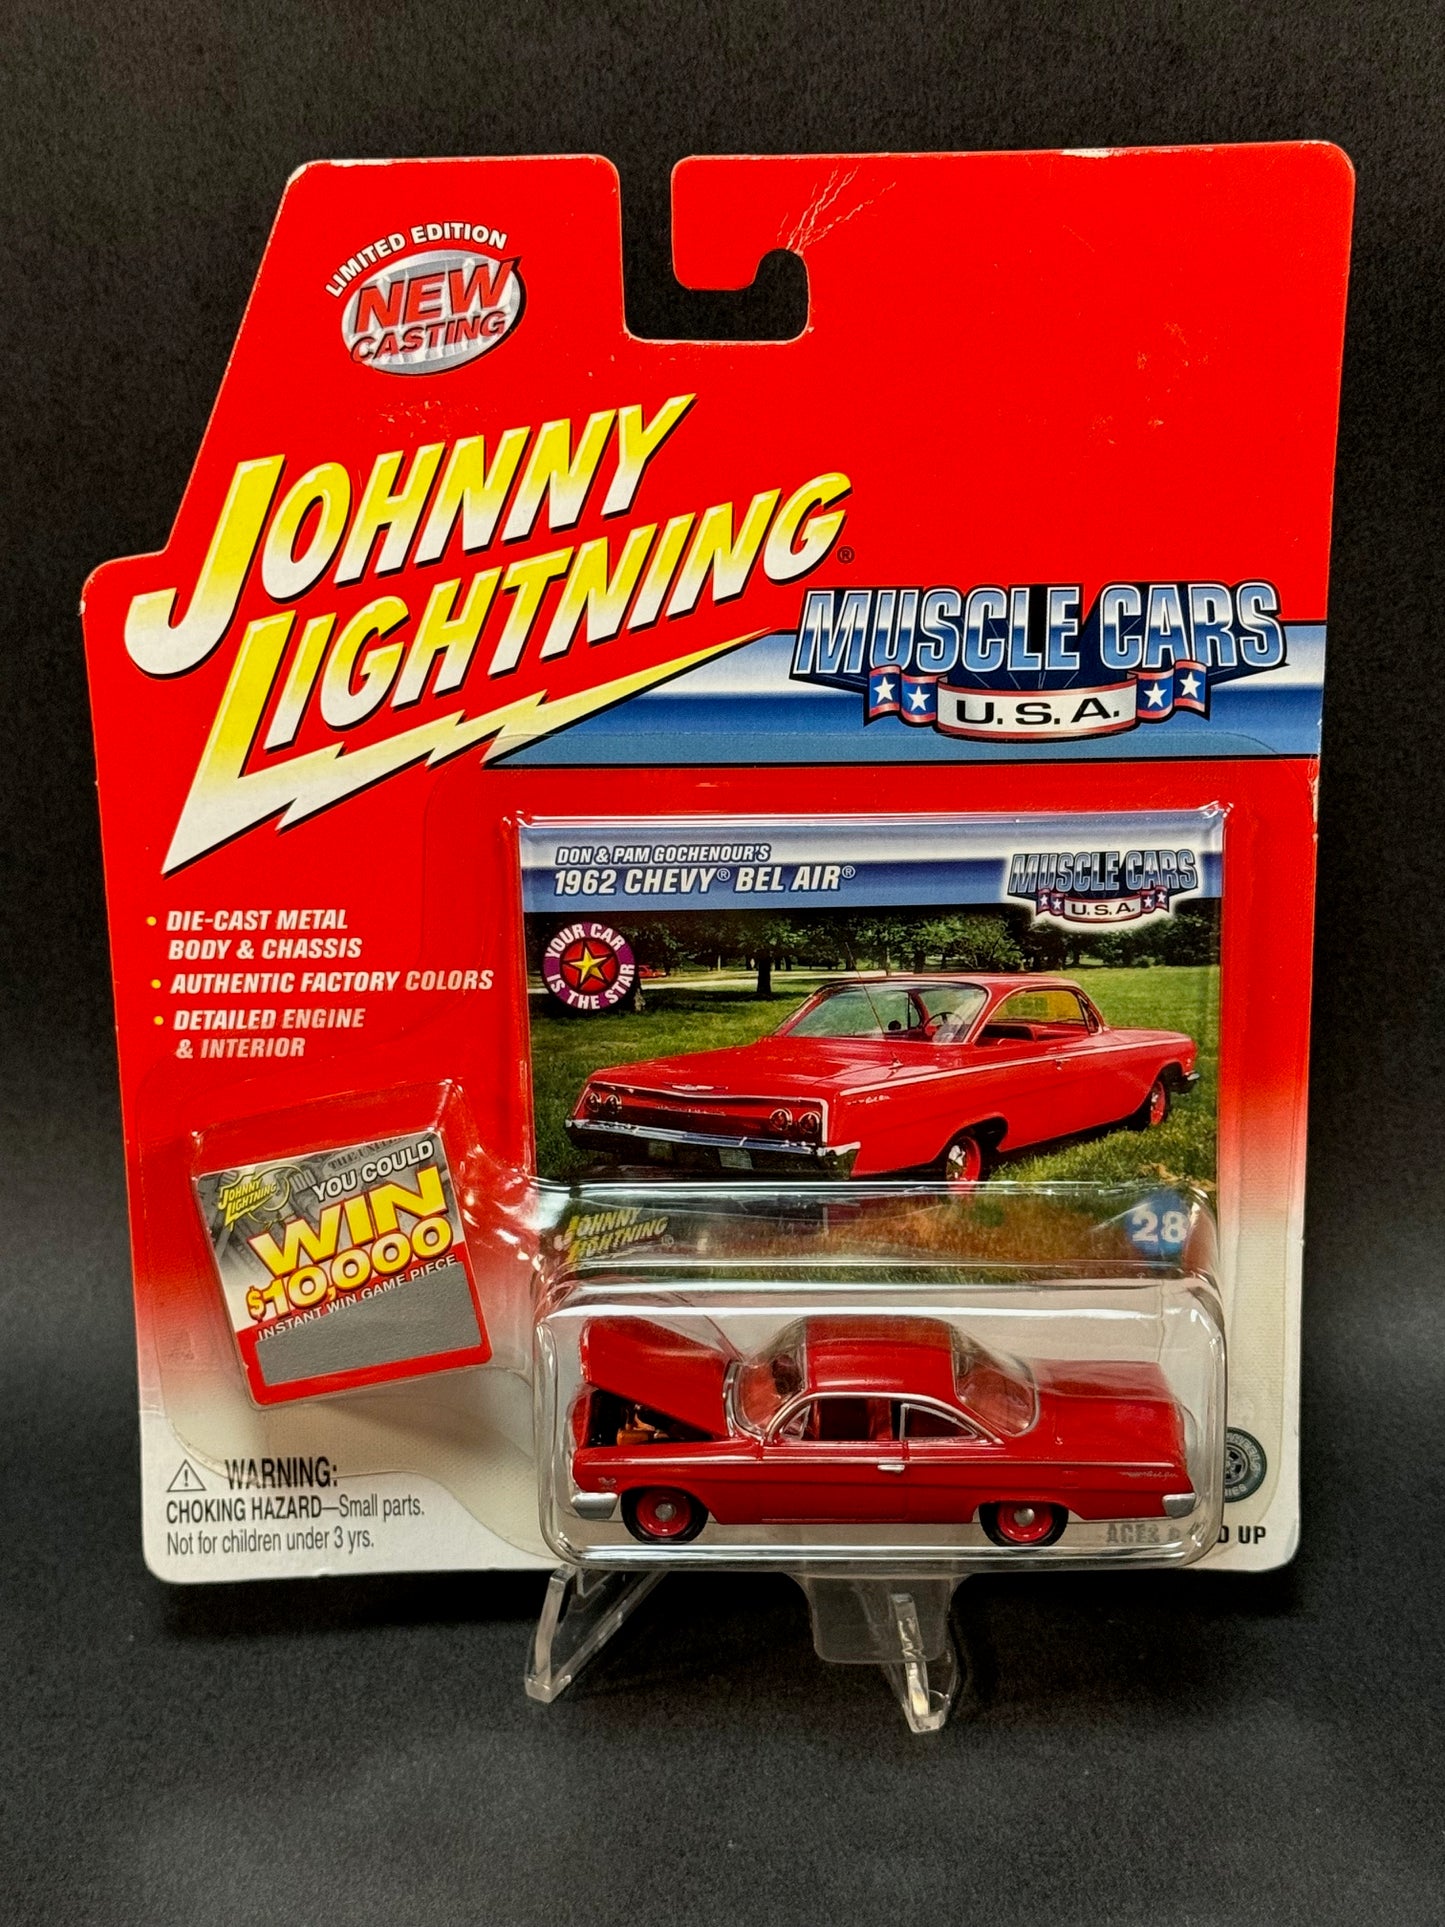 LIMITED EDITION
NEW
CASTING
JOHNNY
LIGHTNING®
MUSCLE CARS
U.S.A.
DON & PAM GOCHENOUR'S
1962 CHEVY® BEL AIR®
MUSCLE CARS
U.S.A.
YOUR CAR
IS THE STAR
• DIE-CAST METAL
BODY & CHASSIS
• AUTHENTIC FACTORY COLORS
• DETAILED ENGINE
& INTERIOR
JOHNNY
LIGHTNING
YOU COULD
WIN
$10,000
INSTANT WIN GAME PIECE
JOHNNY
LIGHTNING®
28
Bel Air
⚠ WARNING:
CHOKING HAZARD—Small parts.
Not for children under 3 yrs.
AGES UP